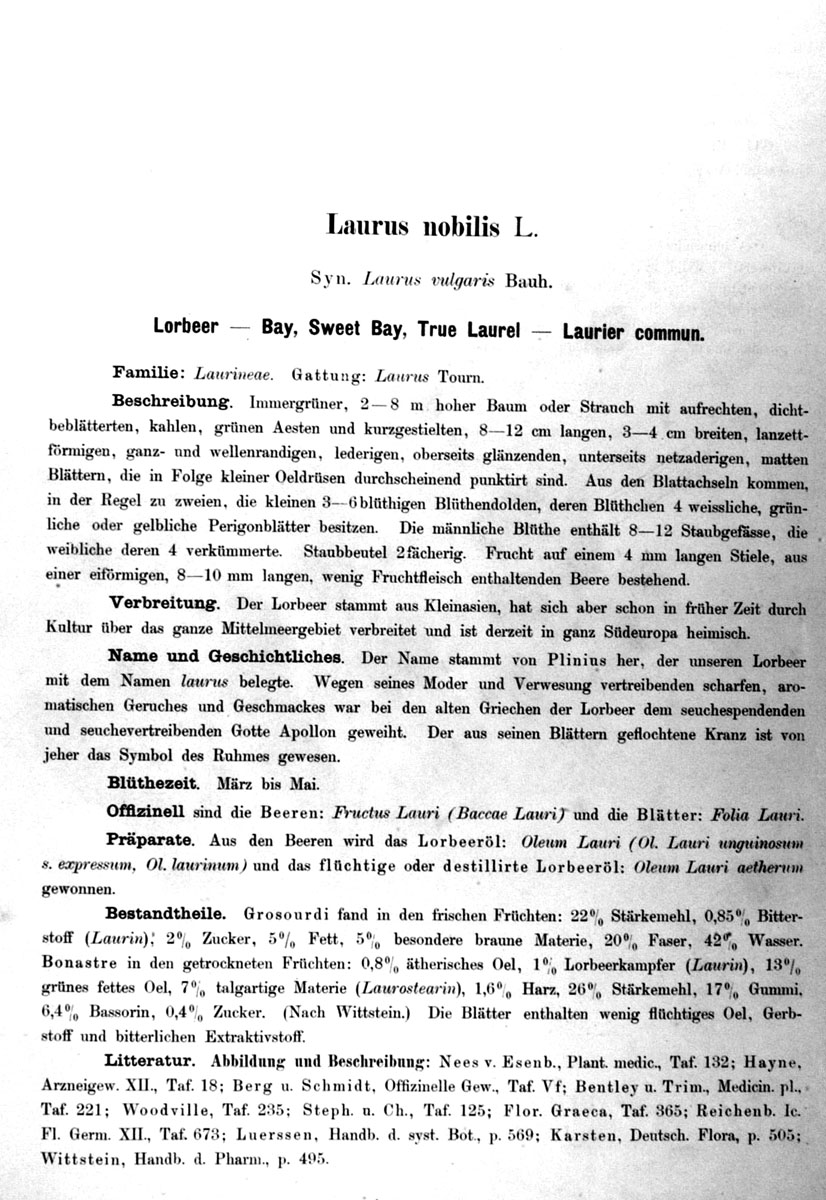 Laurus nobilis L.
Syn. Laurus vulgaris Bauh.
Lorbeer — Bay, Sweet Bay, True Laurel — Laurier commun.
Familie: Laurineae. Gattung: Laurus Tourn.
Beschreibung. Immergrüner, 2—8 m hoher Baum oder Strauch mit aufrechten, dicht-
beblätterten, kahlen, grünen Aesten und kurzgestielten, 8—12 cm langen, 3—4 cm breiten, lanzett-
förmigen, ganz- und wellenrandigen, lederigen, oberseits glänzenden, unterseits netzaderigen, matten
Blättern, die in Folge kleiner Oeldrüsen durchscheinend punktirt sind. Aus den Blattachseln kommen,
in der Regel zu zweien, die kleinen 3—6blüthigen Blüthendolden, deren Blüthchen 4 weissliche, grün-
liche oder gelbliche Perigonblätter besitzen. Die männliche Blüthe enthält 8—12 Staubgefässe, die
weibliche deren 4 verkümmerte. Staubbeutel 2fächerig. Frucht auf einem 4 mm langen Stiele, aus
einer eiförmigen, 8—10 mm langen, wenig Fruchtfleisch enthaltenden Beere bestehend.
Verbreitung. Der Lorbeer stammt aus Kleinasien, hat sich aber schon in früher Zeit durch
Kultur über das ganze Mittelmeergebiet verbreitet und ist derzeit in ganz Südeuropa heimisch.
Name und Geschichtliches. Der Name stammt von Plinius her, der unseren Lorbeer
mit dem Namen laurus belegte. Wegen seines Moder und Verwesung vertreibenden scharfen, aro-
matischen Geruches und Geschmackes war bei den alten Griechen der Lorbeer dem seuchespendenden
und seuchevertreibenden Gotte Apollon geweiht. Der aus seinen Blättern geflochtene Kranz ist von
jeher das Symbol des Ruhmes gewesen.
Blüthezeit. März bis Mai.
Offizinell sind die Beeren: Fructus Lauri (Baccae Lauri) und die Blätter: Folia Lauri.
Präparate. Aus den Beeren wird das Lorbeeröl: Oleum Lauri (Ol. Lauri unguinosum
s. expressum, Ol. laurinum) und das flüchtige oder destillirte Lorbeeröl: Oleum Lauri aetherum
gewonnen.
Bestandtheile. Grosourdi fand in den frischen Früchten: 22% Stärkemehl, 0,85% Bitter-
stoff (Laurin), 2% Zucker, 5% Fett, 5% besondere braune Materie, 20% Faser, 42% Wasser.
Bonastre in den getrockneten Früchten: 0,8% ätherisches Oel, 1% Lorbeerkampfer (Laurin), 13%
grünes fettes Oel, 7% talgartige Materie (Laurostearin), 1,6% Harz, 26% Stärkemehl, 17% Gummi,
6,4% Bassorin, 0,4% Zucker. (Nach Wittstein.) Die Blätter enthalten wenig flüchtiges Oel, Gerb-
stoff und bitterlichen Extraktivstoff.
Litteratur. Abbildung und Beschreibung: Nees v. Esenb., Plant. medic., Taf. 132; Hayne,
Arzneigew. XII., Taf. 18; Berg u. Schmidt, Offizinelle Gew., Taf. Vf; Bentley u. Trim., Medicin. pl.,
Taf. 221; Woodville, Taf. 235; Steph. u. Ch., Taf. 125; Flor. Graeca, Taf. 365; Reichenb. Ic.
Fl. Germ. XII., Taf. 673; Luerssen, Handb. d. syst. Bot., p. 569; Karsten, Deutsch. Flora, p. 505;
Wittstein, Handb. d. Pharm., p. 495.